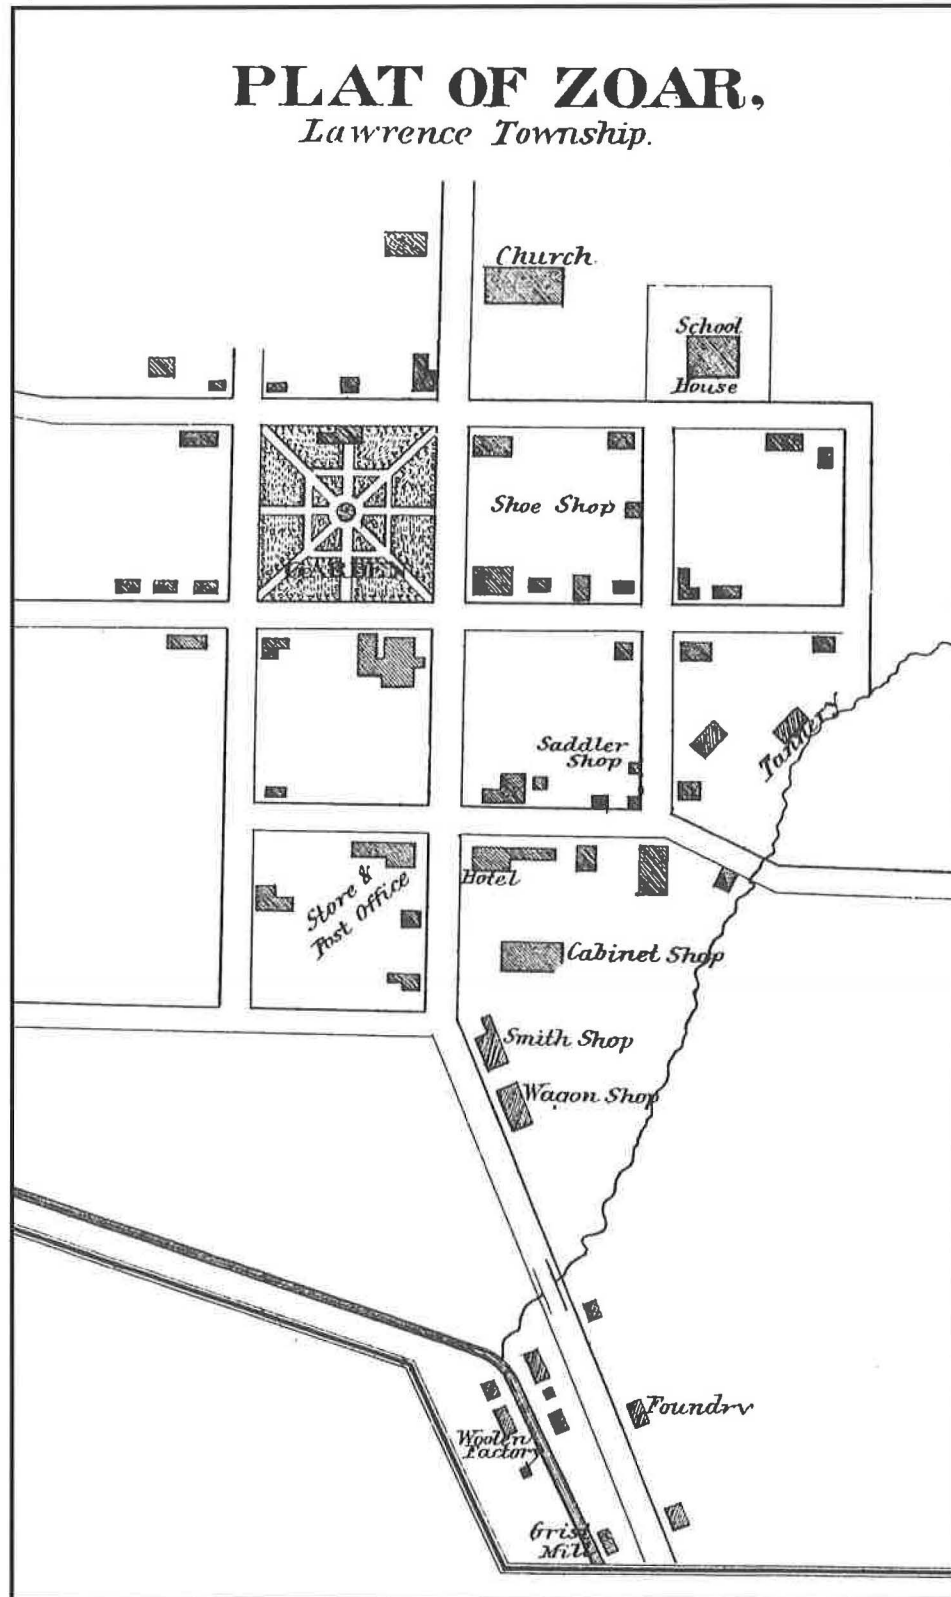 PLAT OF ZOAR,
Lawrence Township.
Church.
School
House
Shoe Shop
GARDEN
Saddler
Shop
Tannery
Hotel
Store &
Post Office
Cabinet Shop
Smith Shop
Wagon Shop
Foundry
Woolen
Factory
Grist
Mill